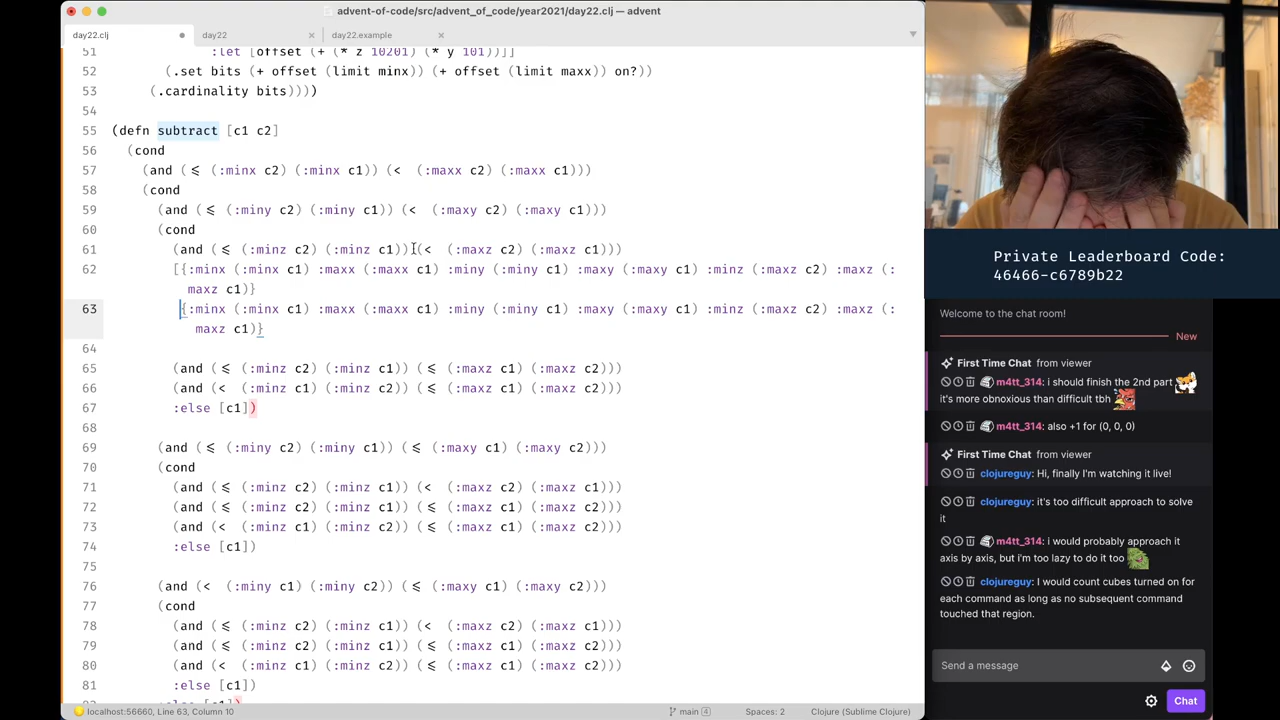 advent-of-code/src/advent_of_code/year2021/day22.clj — advent
day22.clj
day22
day22.example
51 :let [offset (+ (* z 10201) (* y 101))]]
52 (.set bits (+ offset (limit minx)) (+ offset (limit maxx)) on?))
53 (.cardinality bits))))
54
55 (defn subtract [c1 c2]
56 (cond
57 (and (≤ (:minx c2) (:minx c1)) (< (:maxx c2) (:maxx c1)))
58 (cond
59 (and (≤ (:miny c2) (:miny c1)) (< (:maxy c2) (:maxy c1)))
60 (cond
61 (and (≤ (:minz c2) (:minz c1)) (< (:maxz c2) (:maxz c1)))
62 [{:minx (:minx c1) :maxx (:maxx c1) :miny (:miny c1) :maxy (:maxy c1) :minz (:maxz c2) :maxz (:
maxz c1)}
63 {:minx (:minx c1) :maxx (:maxx c1) :miny (:miny c1) :maxy (:maxy c1) :minz (:maxz c2) :maxz (:
maxz c1)}
64
65 (and (≤ (:minz c2) (:minz c1)) (≤ (:maxz c1) (:maxz c2)))
66 (and (< (:minz c1) (:minz c2)) (≤ (:maxz c1) (:maxz c2)))
67 :else [c1])
68
69 (and (≤ (:miny c2) (:miny c1)) (≤ (:maxy c1) (:maxy c2)))
70 (cond
71 (and (≤ (:minz c2) (:minz c1)) (< (:maxz c2) (:maxz c1)))
72 (and (≤ (:minz c2) (:minz c1)) (≤ (:maxz c1) (:maxz c2)))
73 (and (< (:minz c1) (:minz c2)) (≤ (:maxz c1) (:maxz c2)))
74 :else [c1])
75
76 (and (< (:miny c1) (:miny c2)) (≤ (:maxy c1) (:maxy c2)))
77 (cond
78 (and (≤ (:minz c2) (:minz c1)) (< (:maxz c2) (:maxz c1)))
79 (and (≤ (:minz c2) (:minz c1)) (≤ (:maxz c1) (:maxz c2)))
80 (and (< (:minz c1) (:minz c2)) (≤ (:maxz c1) (:maxz c2)))
81 :else [c1])
localhost:56660, Line 63, Column 10
main 4
Spaces: 2
Clojure (Sublime Clojure)
Private Leaderboard Code:
46466-c6789b22
Welcome to the chat room!
New
First Time Chat from viewer
m4tt_314: i should finish the 2nd part
it's more obnoxious than difficult tbh
m4tt_314: also +1 for (0, 0, 0)
First Time Chat from viewer
clojureguy: Hi, finally I'm watching it live!
clojureguy: it's too difficult approach to solve
it
m4tt_314: i would probably approach it
axis by axis, but i'm too lazy to do it too
clojureguy: I would count cubes turned on for
each command as long as no subsequent command
touched that region.
Send a message
Chat